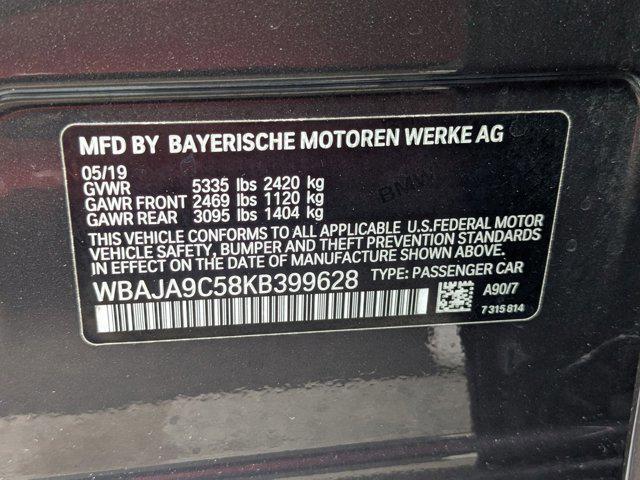 MFD BY BAYERISCHE MOTOREN WERKE AG
05/19
GVWR 5335 lbs 2420 kg
GAWR FRONT 2469 lbs 1120 kg
GAWR REAR 3095 lbs 1404 kg
BMW
THIS VEHICLE CONFORMS TO ALL APPLICABLE U.S.FEDERAL MOTOR
VEHICLE SAFETY, BUMPER AND THEFT PREVENTION STANDARDS
IN EFFECT ON THE DATE OF MANUFACTURE SHOWN ABOVE.
WBAJA9C58KB399628 TYPE: PASSENGER CAR
A90/7
7 315 814